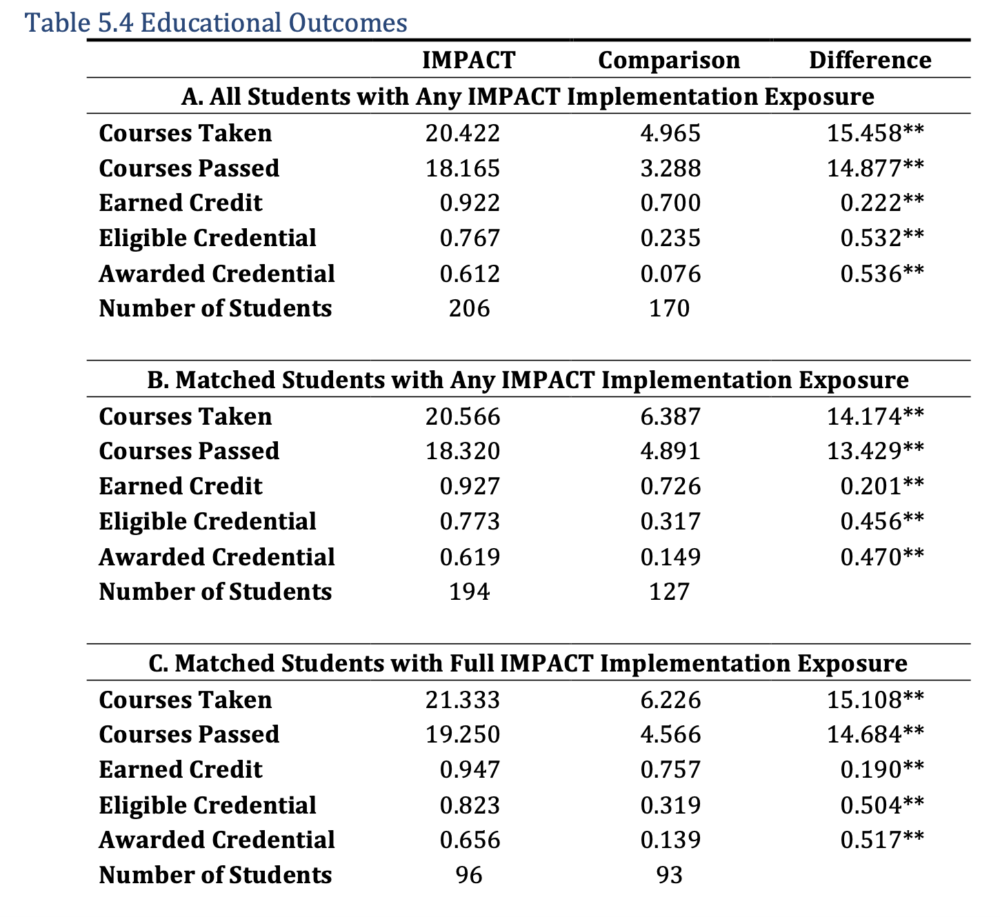 Table 5.4 Educational Outcomes
IMPACT Comparison Difference
A. All Students with Any IMPACT Implementation Exposure
Courses Taken 20.422 4.965 15.458**
Courses Passed 18.165 3.288 14.877**
Earned Credit 0.922 0.700 0.222**
Eligible Credential 0.767 0.235 0.532**
Awarded Credential 0.612 0.076 0.536**
Number of Students 206 170
B. Matched Students with Any IMPACT Implementation Exposure
Courses Taken 20.566 6.387 14.174**
Courses Passed 18.320 4.891 13.429**
Earned Credit 0.927 0.726 0.201**
Eligible Credential 0.773 0.317 0.456**
Awarded Credential 0.619 0.149 0.470**
Number of Students 194 127
C. Matched Students with Full IMPACT Implementation Exposure
Courses Taken 21.333 6.226 15.108**
Courses Passed 19.250 4.566 14.684**
Earned Credit 0.947 0.757 0.190**
Eligible Credential 0.823 0.319 0.504**
Awarded Credential 0.656 0.139 0.517**
Number of Students 96 93